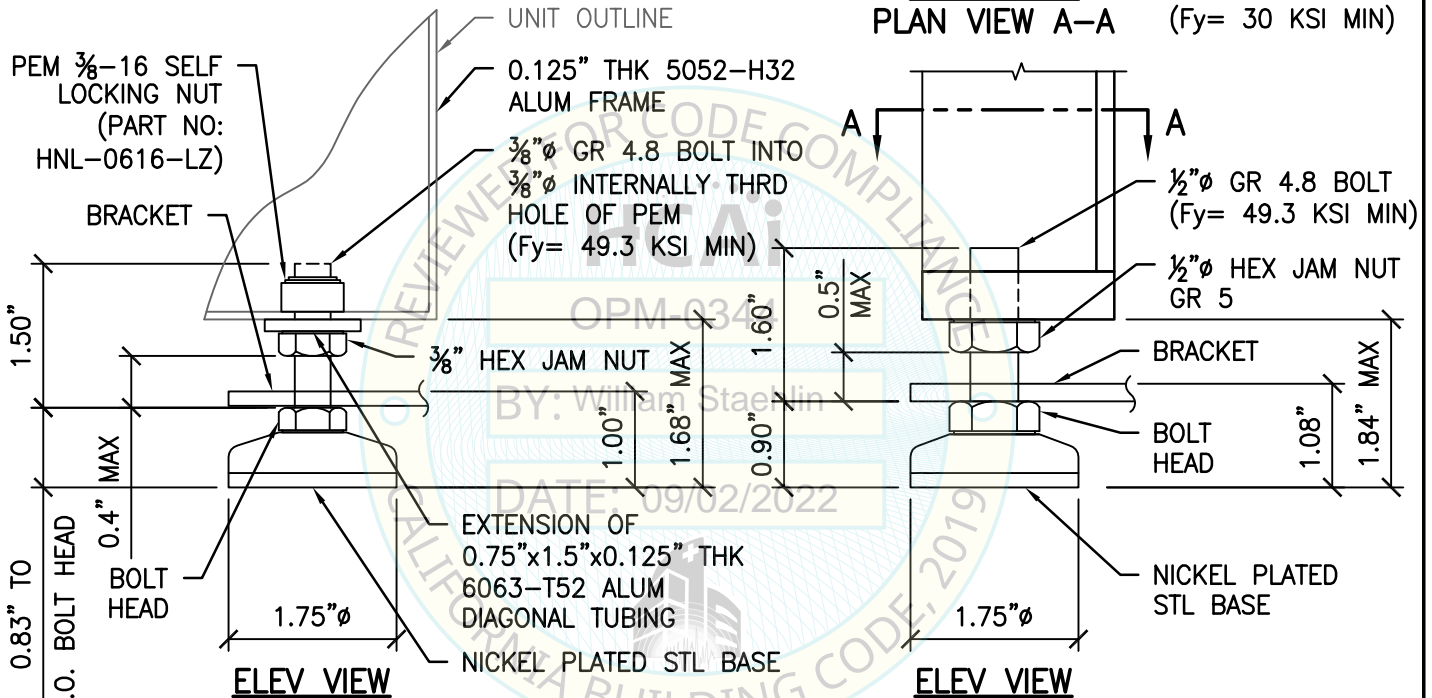 UNIT OUTLINE
PLAN VIEW A–A
(Fy= 30 KSI MIN)
PEM ⅜–16 SELF
LOCKING NUT
(PART NO:
HNL–0616–LZ)
0.125" THK 5052–H32
ALUM FRAME
A
A
⅜"ø GR 4.8 BOLT INTO
⅜"ø INTERNALLY THRD
HOLE OF PEM
(Fy= 49.3 KSI MIN)
½"ø GR 4.8 BOLT
(Fy= 49.3 KSI MIN)
BRACKET
½"ø HEX JAM NUT
GR 5
1.50"
1.60"
0.5"
MAX
⅜" HEX JAM NUT
BRACKET
1.00"
1.68" MAX
0.90"
BOLT
HEAD
1.08"
1.84" MAX
0.4" MAX
0.83" TO
.O. BOLT HEAD
BOLT
HEAD
EXTENSION OF
0.75"x1.5"x0.125" THK
6063–T52 ALUM
DIAGONAL TUBING
NICKEL PLATED
STL BASE
1.75"ø
1.75"ø
NICKEL PLATED STL BASE
ELEV VIEW
ELEV VIEW
REVIEWED FOR CODE COMPLIANCE
HCAi
OPM-0344
BY: William Staehlin
DATE: 09/02/2022
CALIFORNIA BUILDING CODE, 2019